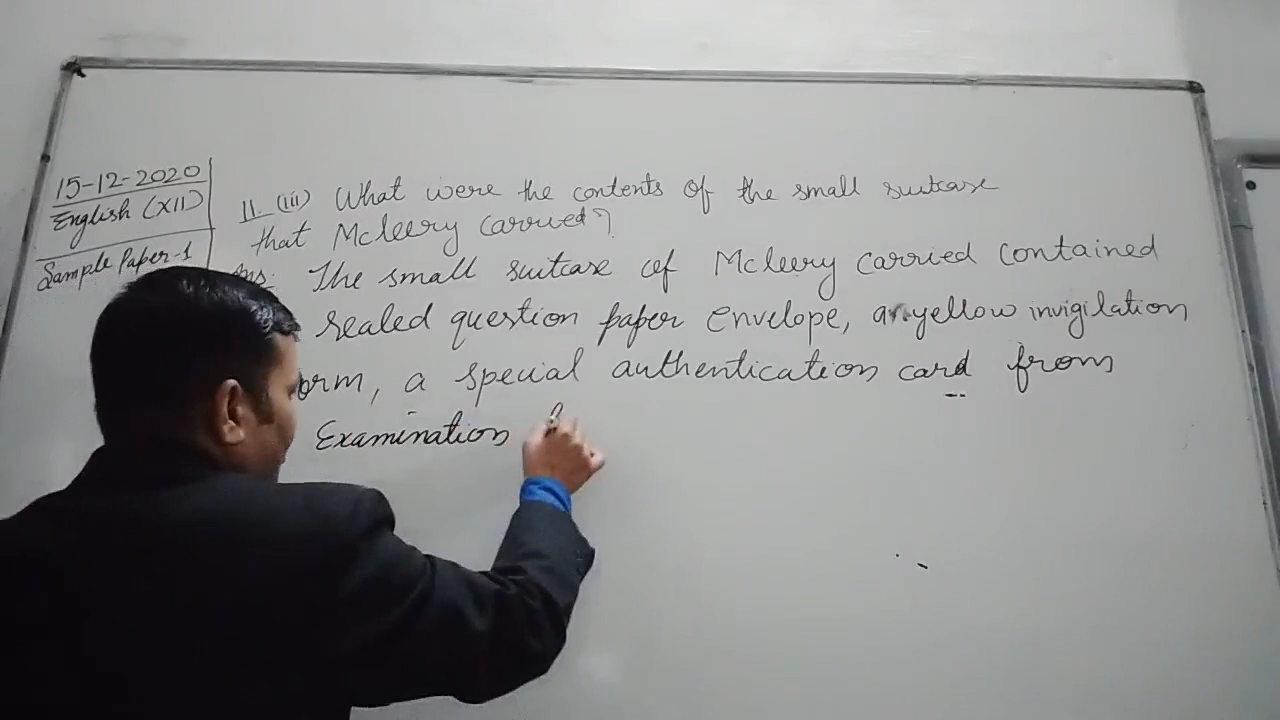 15-12-2020
English (XII)
Sample Paper-1
11. (iii) What were the contents of the small suitcase
that Mcleery carried?
Ans: The small suitcase of Mcleery carried contained
sealed question paper envelope, a yellow invigilation
orm, a special authentication card from
Examination